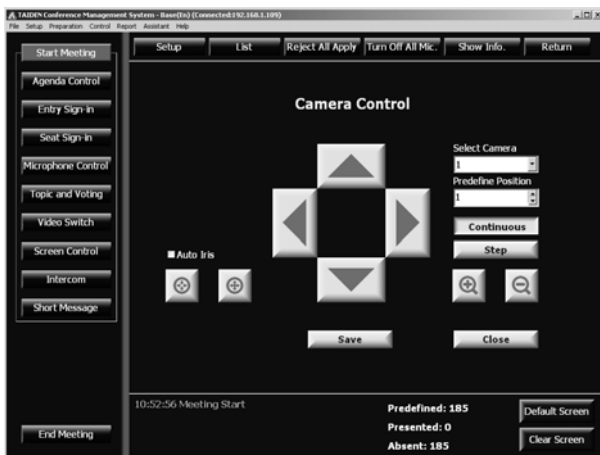 TAIDEN Conference Management System - Base(En) (Connected:192.168.1.109)
File Setup Preparation Control Report Assistant Help
Start Meeting
Agenda Control
Entry Sign-in
Seat Sign-in
Microphone Control
Topic and Voting
Video Switch
Screen Control
Intercom
Short Message
End Meeting
Setup List Reject All Apply Turn Off All Mic. Show Info. Return
Camera Control
Select Camera
1
Predefine Position
1
Continuous
Step
Auto Iris
Save
Close
10:52:56 Meeting Start
Predefined: 185
Presented: 0
Absent: 185
Default Screen
Clear Screen